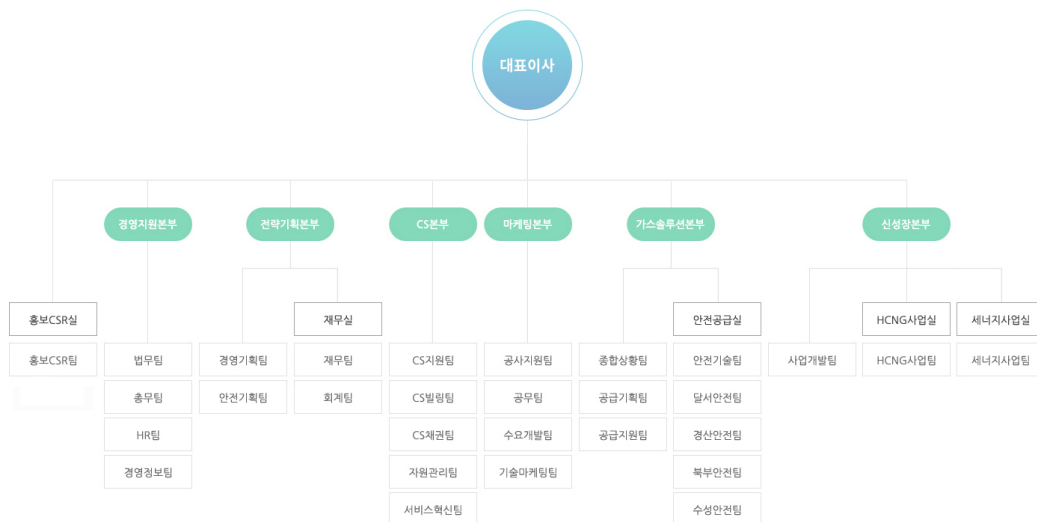 대표이사
경영지원본부
전략기획본부
CS본부
마케팅본부
가스솔루션본부
신성장본부
홍보CSR실
재무실
안전공급실
HCNG사업실
세너지사업실
홍보CSR팀
법무팀
경영기획팀
재무팀
CS지원팀
공사지원팀
종합상황팀
안전기술팀
사업개발팀
HCNG사업팀
세너지사업팀
총무팀
안전기획팀
회계팀
CS빌링팀
공무팀
공급기획팀
달서안전팀
HR팀
CS채권팀
수요개발팀
공급지원팀
경산안전팀
경영정보팀
자원관리팀
기술마케팅팀
북부안전팀
서비스혁신팀
수성안전팀